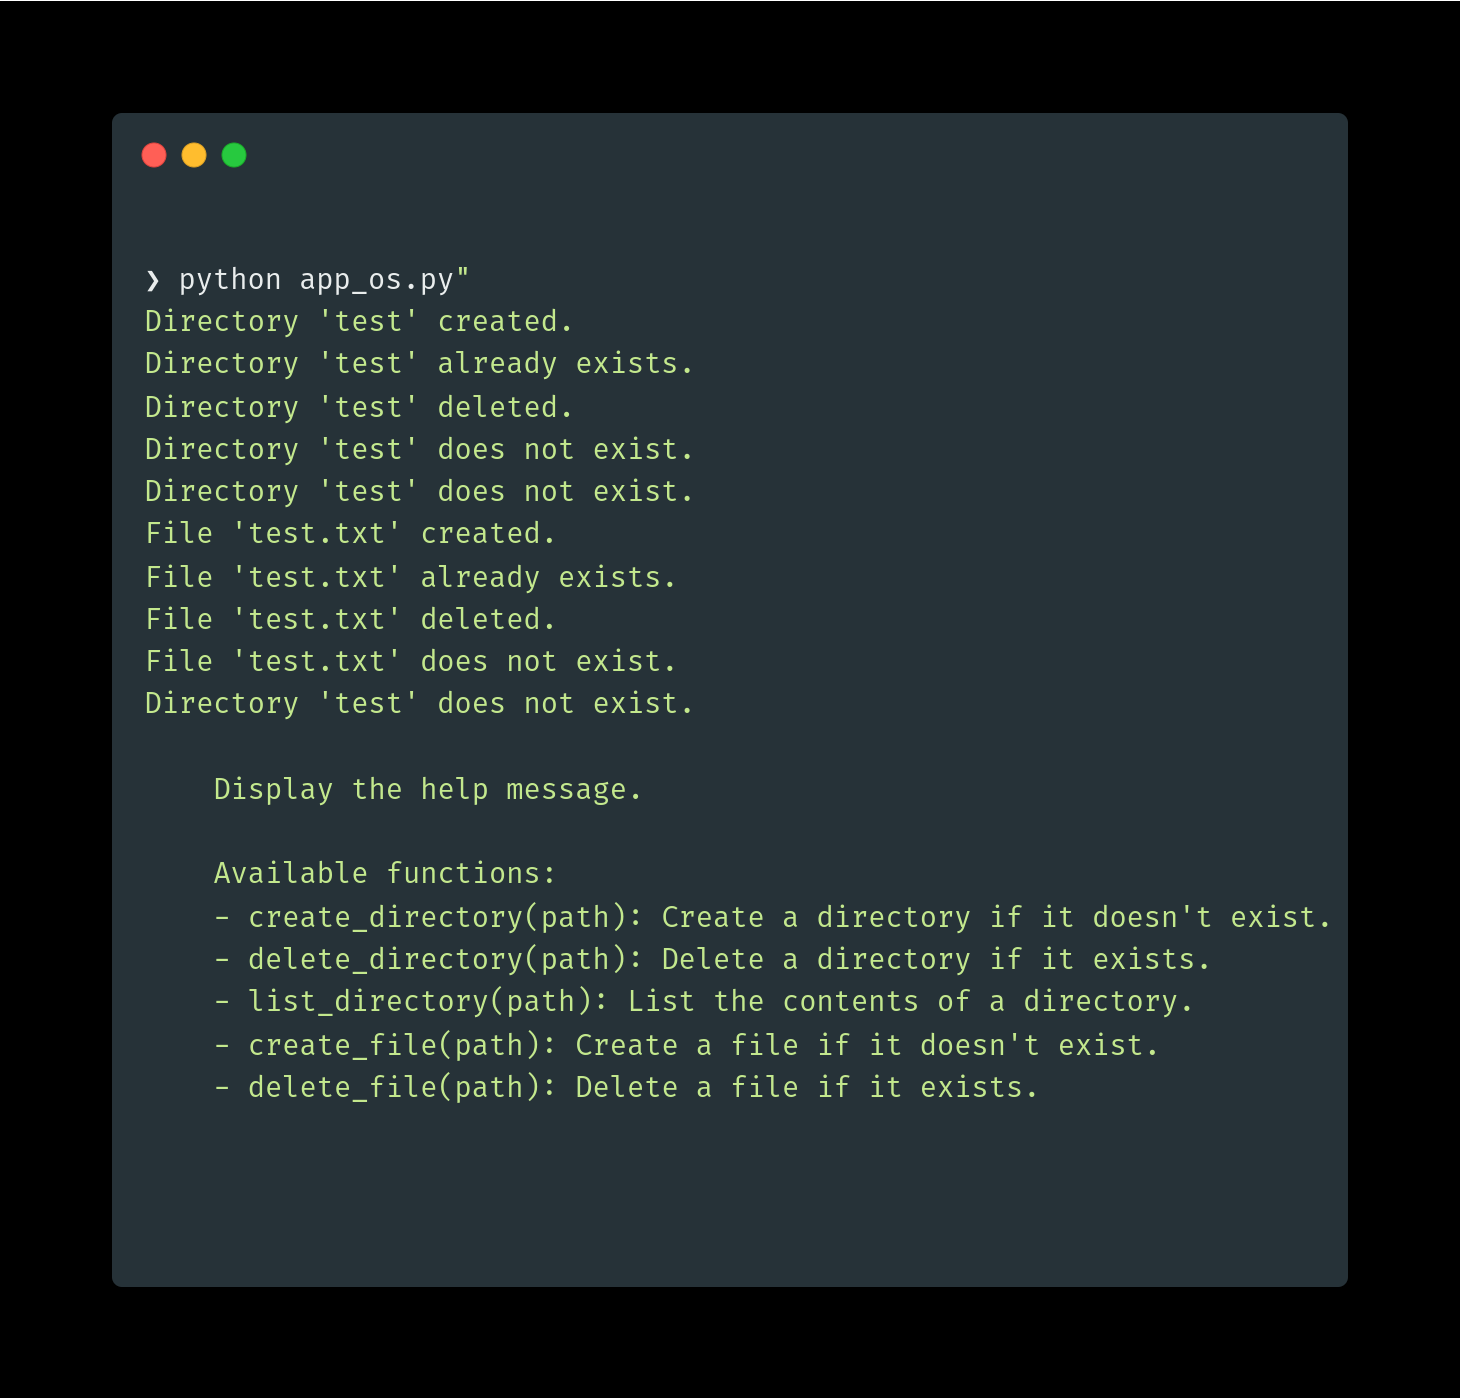 ❯ python app_os.py"
Directory 'test' created.
Directory 'test' already exists.
Directory 'test' deleted.
Directory 'test' does not exist.
Directory 'test' does not exist.
File 'test.txt' created.
File 'test.txt' already exists.
File 'test.txt' deleted.
File 'test.txt' does not exist.
Directory 'test' does not exist.
Display the help message.
Available functions:
- create_directory(path): Create a directory if it doesn't exist.
- delete_directory(path): Delete a directory if it exists.
- list_directory(path): List the contents of a directory.
- create_file(path): Create a file if it doesn't exist.
- delete_file(path): Delete a file if it exists.